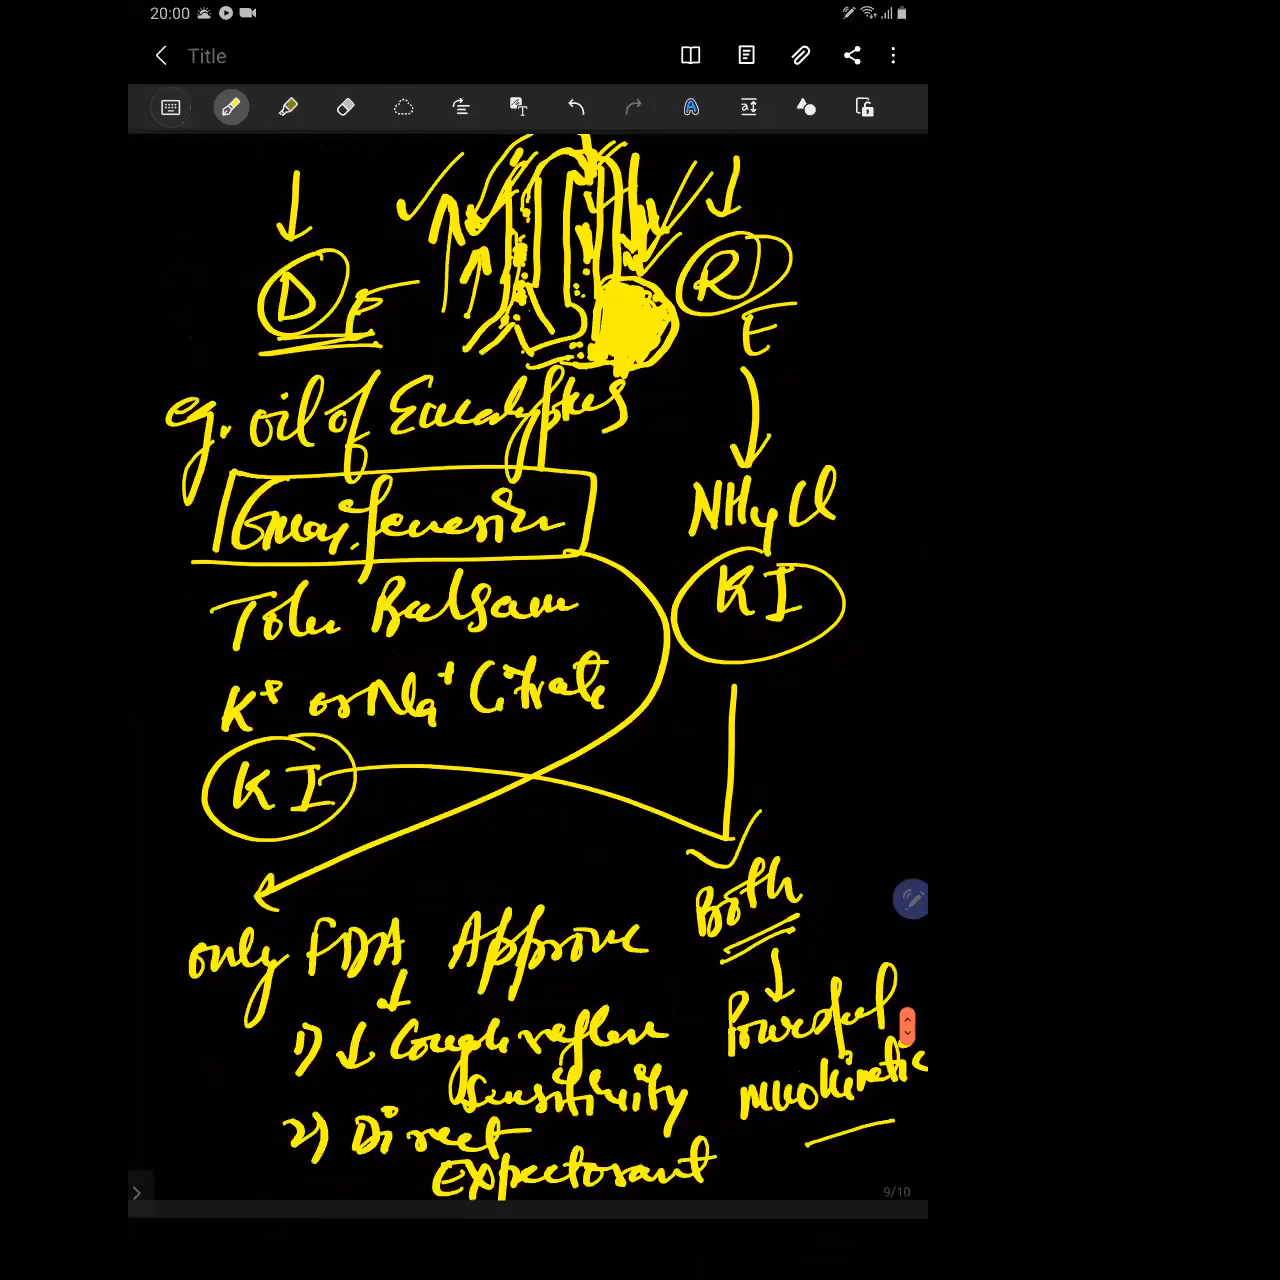 20:00
Title
D E
R E
eg. oil of Eucalyptus
Guaifenesin
NH4Cl
Tolu Balsam
KI
K+ or Na+ Citrate
KI
Both
only FDA Approve
Powerful
1) ↓ Cough reflex
Sensitivity
mucokinetic
2) Direct
Expectorant
9/10